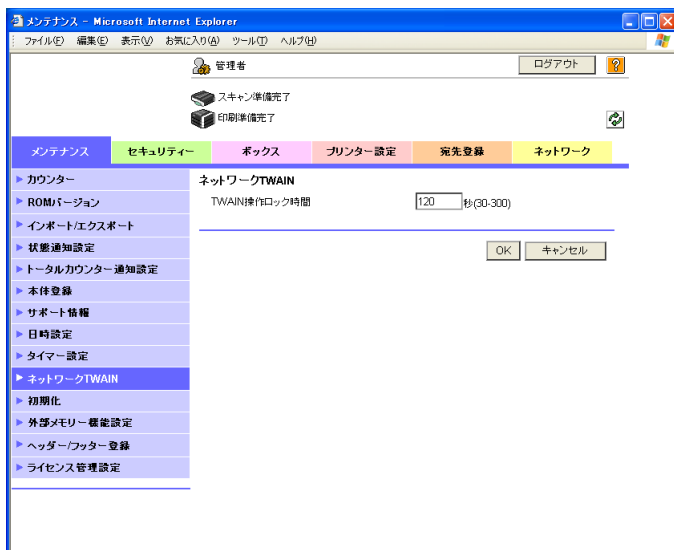 メンテナンス - Microsoft Internet Explorer
ファイル(F) 編集(E) 表示(V) お気に入り(A) ツール(T) ヘルプ(H)
管理者
ログアウト
?
スキャン準備完了
印刷準備完了
メンテナンス セキュリティー ボックス プリンター設定 宛先登録 ネットワーク
カウンター
ROMバージョン
インポート/エクスポート
状態通知設定
トータルカウンター通知設定
本体登録
サポート情報
日時設定
タイマー設定
ネットワークTWAIN
初期化
外部メモリー機能設定
ヘッダー/フッター登録
ライセンス管理設定
ネットワークTWAIN
TWAIN操作ロック時間 120 秒(30-300)
OK キャンセル